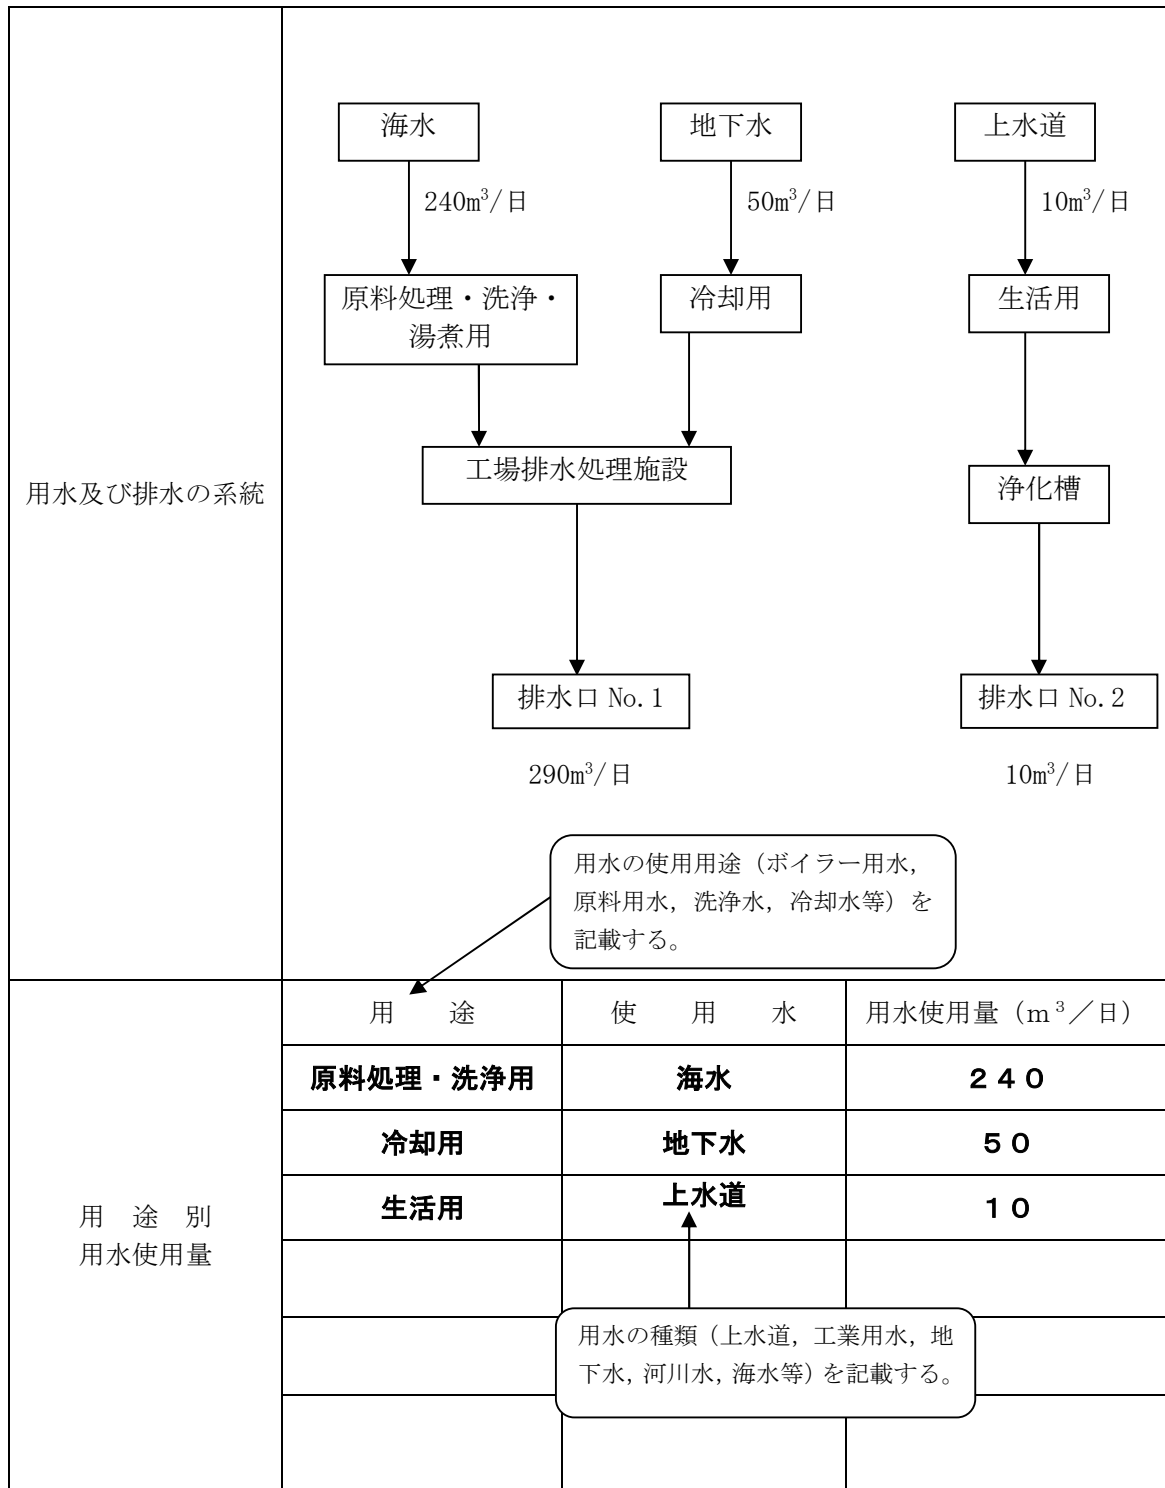 海水
地下水
上水道
240m³/日
50m³/日
10m³/日
原料処理・洗浄・
湯煮用
冷却用
生活用
工場排水処理施設
浄化槽
用水及び排水の系統
排水口 No.1
排水口 No.2
290m³/日
10m³/日
用水の使用用途（ボイラー用水，
原料用水，洗浄水，冷却水等）を
記載する。
用　途
使　用　水
用水使用量（ｍ³／日）
原料処理・洗浄用
海水
２４０
冷却用
地下水
５０
生活用
上水道
１０
用　途　別
用水使用量
用水の種類（上水道，工業用水，地
下水，河川水，海水等）を記載する。